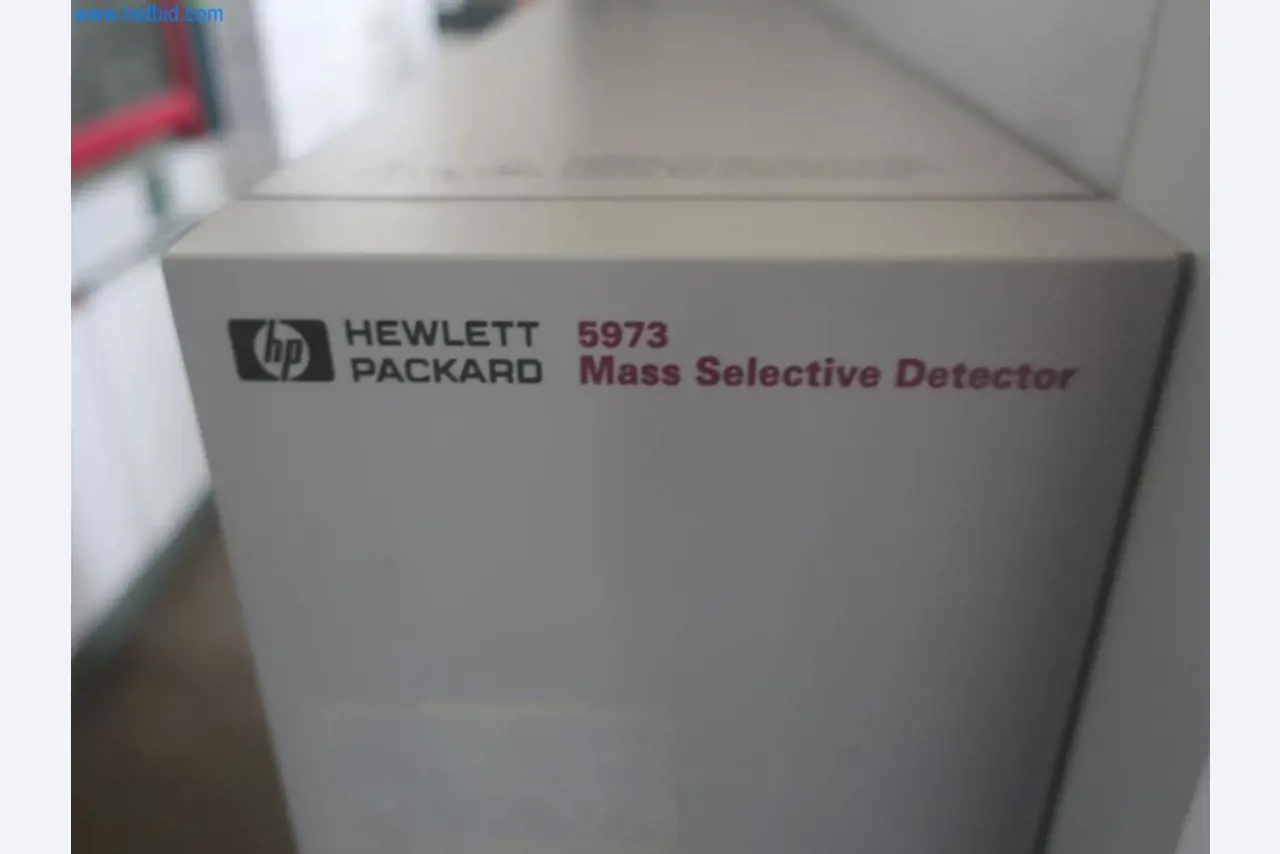 www.netbid.com
hp HEWLETT PACKARD
5973
Mass Selective Detector